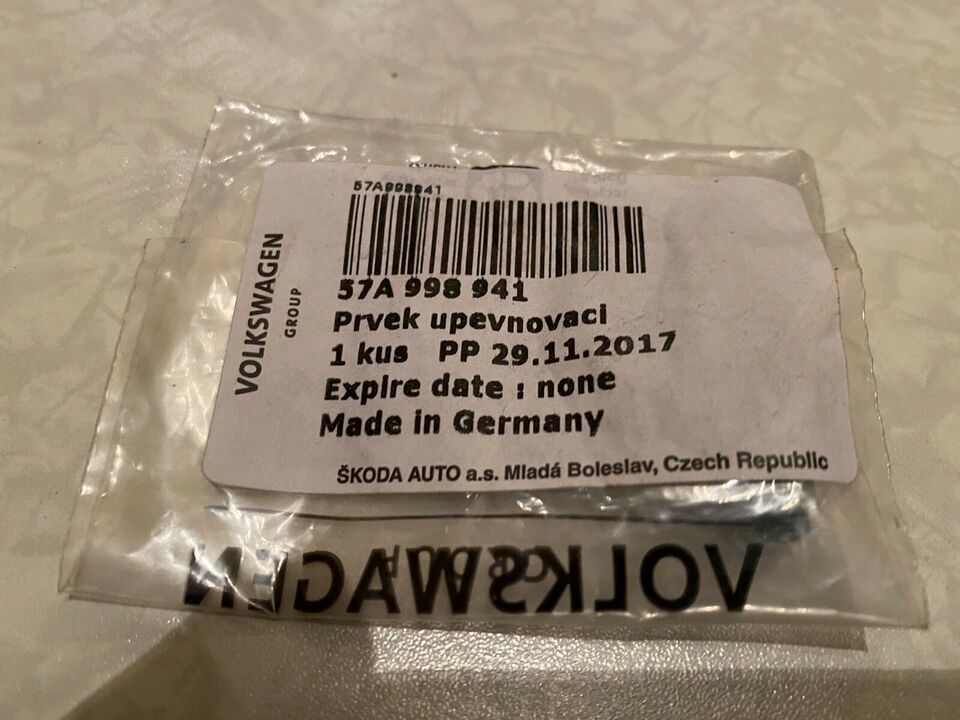 57A998941
57A 998 941
Prvek upevnovaci
1 kus PP 29.11.2017
Expire date : none
Made in Germany
ŠKODA AUTO a.s. Mladá Boleslav, Czech Republic
VOLKSWAGEN
GROUP
VOLKSWAGEN